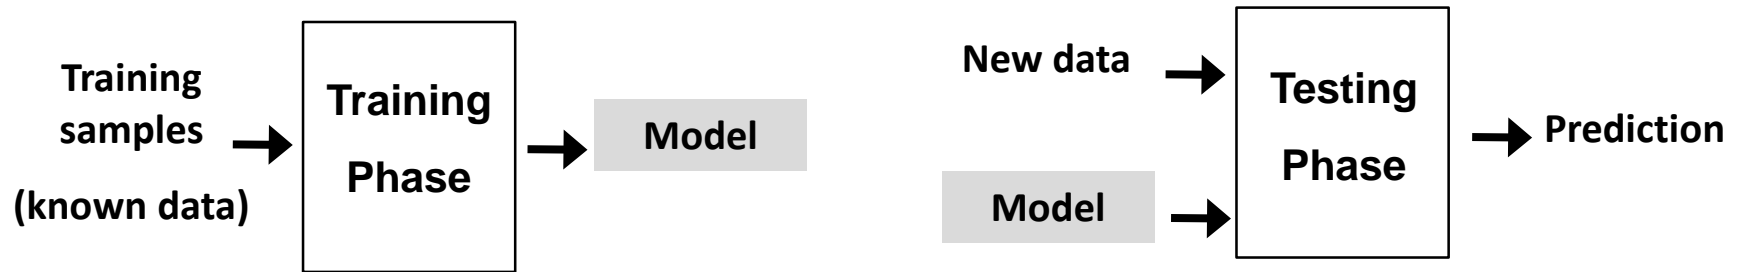 Training
samples
(known data)
Training
Phase
Model
New data
Model
Testing
Phase
Prediction